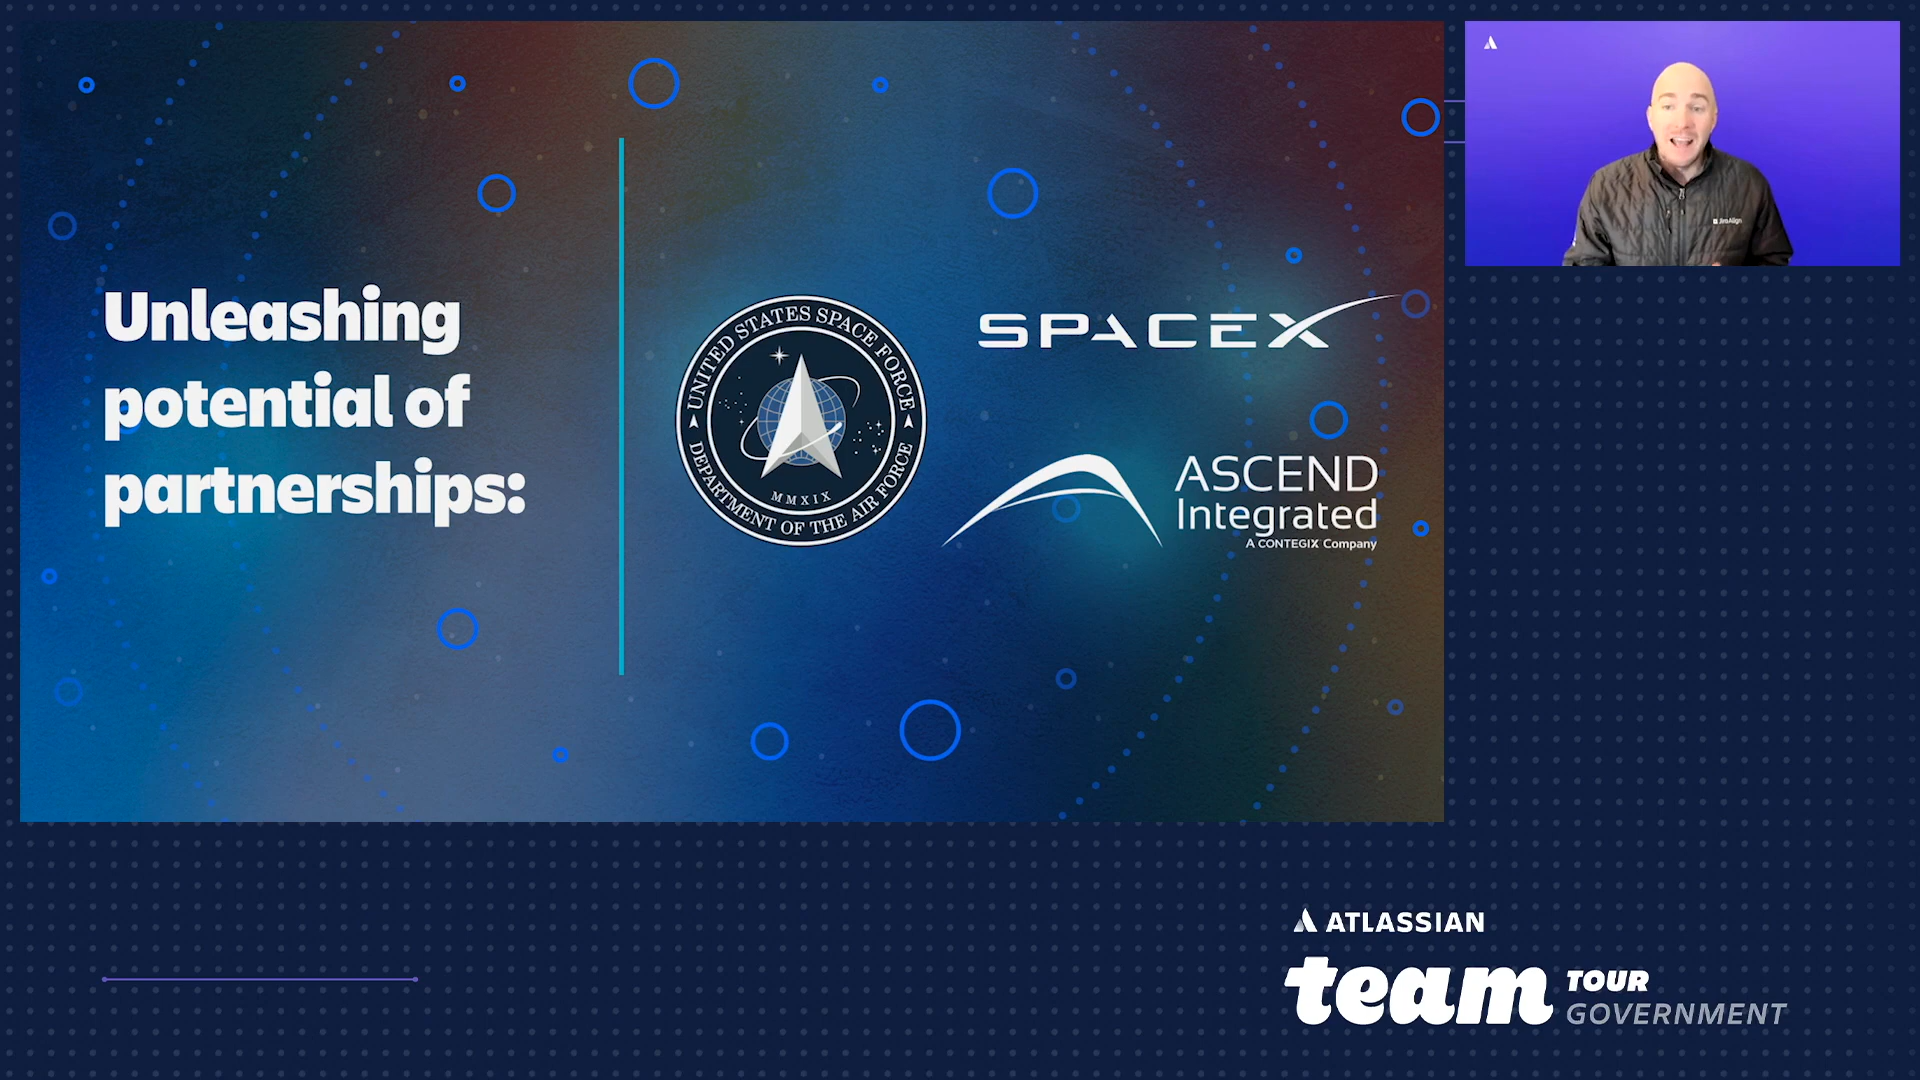 Unleashing
potential of
partnerships:
UNITED STATES SPACE FORCE
MMXIX
DEPARTMENT OF THE AIR FORCE
SPACEX
ASCEND
Integrated
A CONTEGIX Company
JiraAlign
ATLASSIAN
team TOUR
GOVERNMENT